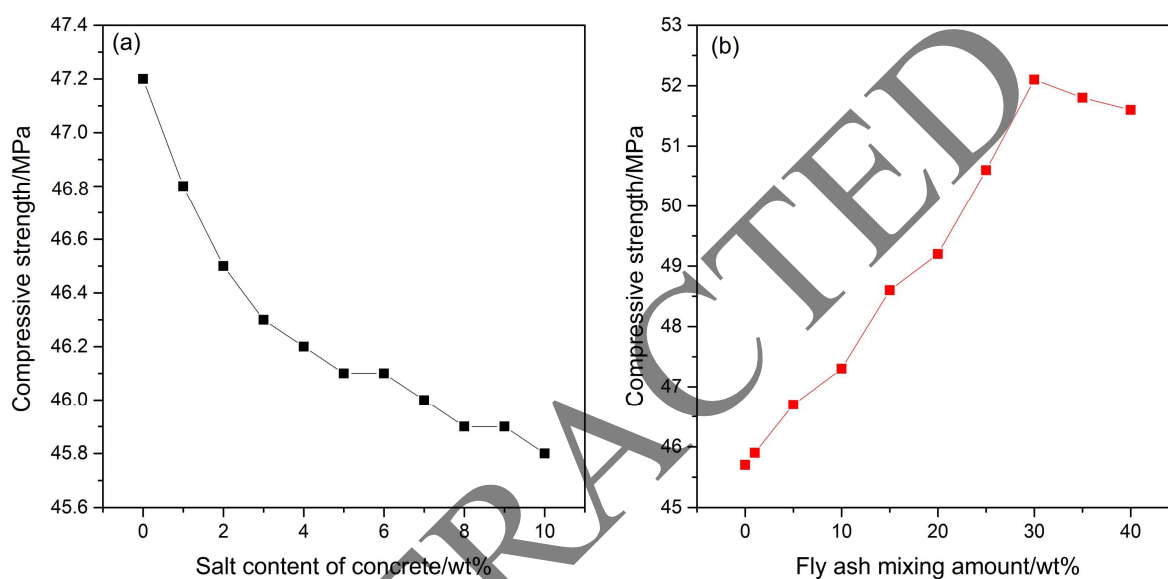 (a)
47.4
47.2
47.0
46.8
46.6
46.4
46.2
46.0
45.8
45.6
Compressive strength/MPa
0 2 4 6 8 10
Salt content of concrete/wt%
(b)
53
52
51
50
49
48
47
46
45
Compressive strength/MPa
0 10 20 30 40
Fly ash mixing amount/wt%
RACTED